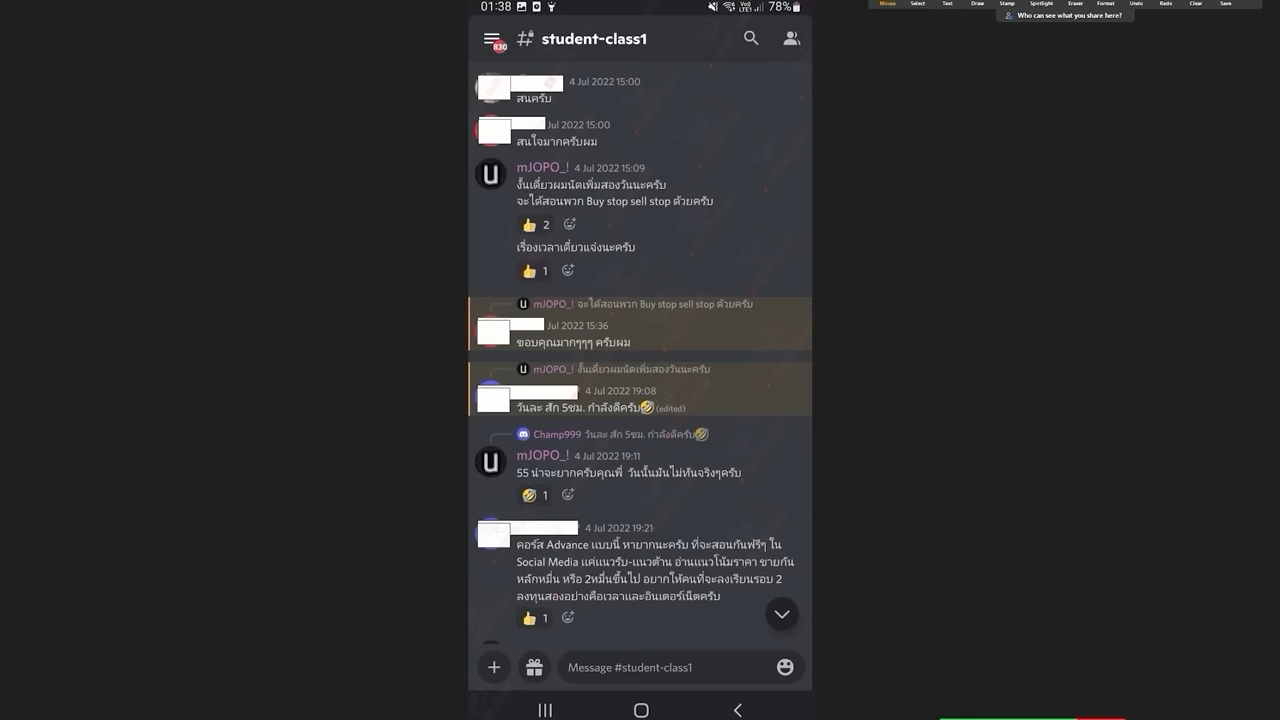 Mouse Select Text Draw Stamp Spotlight Eraser Format Undo Redo Clear Save
Who can see what you share here?
01:38 78%
830
# student-class1
4 Jul 2022 15:00
สนครับ
Jul 2022 15:00
สนใจมากครับผม
mJOPO_! 4 Jul 2022 15:09
งั้นเดี๋ยวผมนัดเพิ่มสองวันนะครับ
จะได้สอนพวก Buy stop sell stop ด้วยครับ
👍 2
เรื่องเวลาเดี๋ยวแจ้งนะครับ
👍 1
mJOPO_! จะได้สอนพวก Buy stop sell stop ด้วยครับ
Jul 2022 15:36
ขอบคุณมากๆๆๆ ครับผม
mJOPO_! งั้นเดี๋ยวผมนัดเพิ่มสองวันนะครับ
4 Jul 2022 19:08
วันละ สัก 5ชม. กำลังดีครับ🤣 (edited)
Champ999 วันละ สัก 5ชม. กำลังดีครับ🤣
mJOPO_! 4 Jul 2022 19:11
55 น่าจะยากครับคุณพี่ วันนั้นมันไม่ทันจริงๆครับ
🤣 1
4 Jul 2022 19:21
คอร์ส Advance แบบนี้ หายากนะครับ ที่จะสอนกันฟรีๆ ใน
Social Media แค่แนวรับ-แนวต้าน อ่านแนวโน้มราคา ขายกัน
หลักหมื่น หรือ 2หมื่นขึ้นไป อยากให้คนที่จะลงเรียนรอบ 2
ลงทุนสองอย่างคือเวลาและอินเตอร์เน็ตครับ
👍 1
Message #student-class1